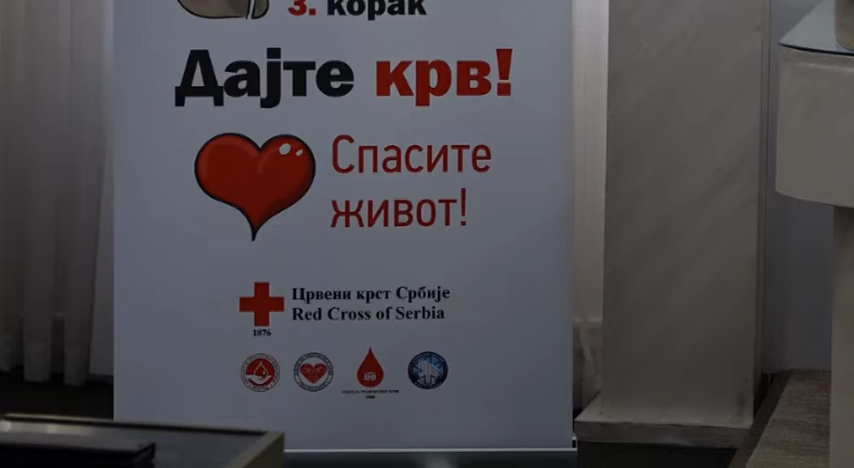 3. корак
Дајте крв!
Спасите
живот!
Црвени крст Србије
Red Cross of Serbia
1876